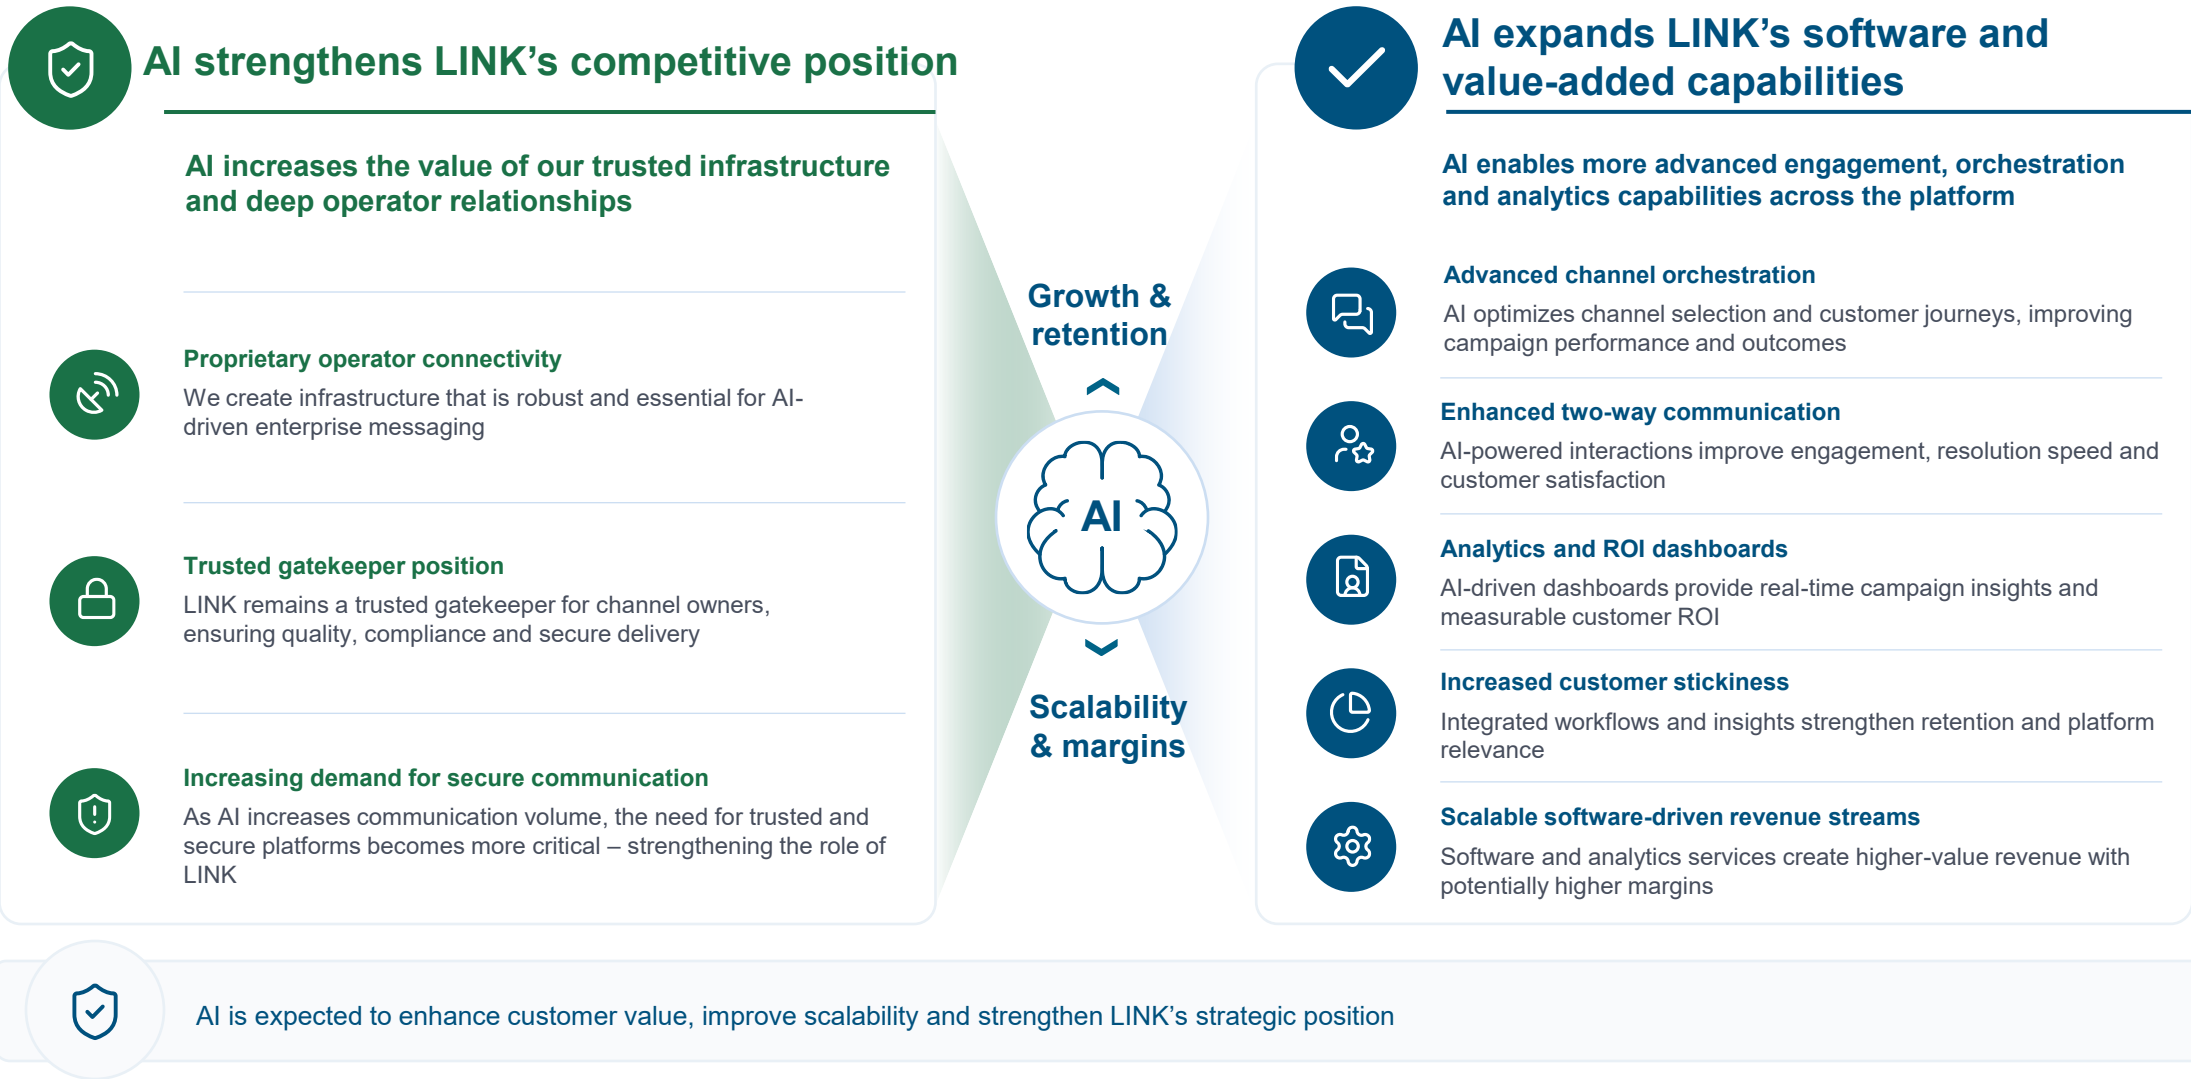 AI strengthens LINK’s competitive position
AI increases the value of our trusted infrastructure
and deep operator relationships
Proprietary operator connectivity
We create infrastructure that is robust and essential for AI-
driven enterprise messaging
Trusted gatekeeper position
LINK remains a trusted gatekeeper for channel owners,
ensuring quality, compliance and secure delivery
Increasing demand for secure communication
As AI increases communication volume, the need for trusted and
secure platforms becomes more critical – strengthening the role of
LINK
Growth &
retention
AI
Scalability
& margins
AI expands LINK’s software and
value-added capabilities
AI enables more advanced engagement, orchestration
and analytics capabilities across the platform
Advanced channel orchestration
AI optimizes channel selection and customer journeys, improving
campaign performance and outcomes
Enhanced two-way communication
AI-powered interactions improve engagement, resolution speed and
customer satisfaction
Analytics and ROI dashboards
AI-driven dashboards provide real-time campaign insights and
measurable customer ROI
Increased customer stickiness
Integrated workflows and insights strengthen retention and platform
relevance
Scalable software-driven revenue streams
Software and analytics services create higher-value revenue with
potentially higher margins
AI is expected to enhance customer value, improve scalability and strengthen LINK’s strategic position